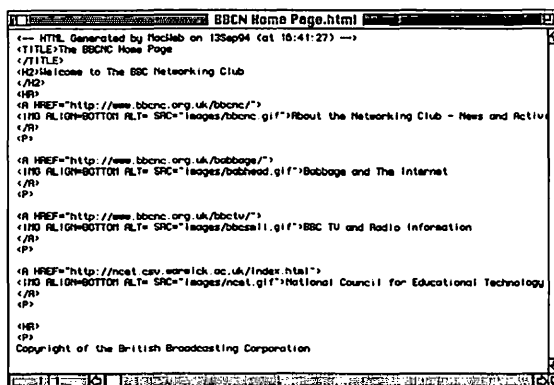 BBCN Home Page.html
<-- HTML Generated by MacWeb on 13Sep94 (at 16:41:27) -->
<TITLE>The BBCNC Home Page
</TITLE>
<H2>Welcome to The BBC Networking Club
</H2>
<HR>
<A HREF="http://www.bbcnc.org.uk/bbcnc/">
<IMG ALIGN=BOTTOM ALT= SRC="images/bbcnc.gif">About the Networking Club - News and Activi
</A>
<P>
<A HREF="http://www.bbcnc.org.uk/babbage/">
<IMG ALIGN=BOTTOM ALT= SRC="images/babhead.gif">Babbage and The Internet
</A>
<P>
<A HREF="http://www.bbcnc.org.uk/bbctv/">
<IMG ALIGN=BOTTOM ALT= SRC="images/bbcsmll.gif">BBC TV and Radio Information
</A>
<P>
<A HREF="http://ncet.csv.warwick.ac.uk/index.html">
<IMG ALIGN=BOTTOM ALT= SRC="images/ncet.gif">National Council for Educational Technology
</A>
<P>
<HR>
<P>
Copyright of the British Broadcasting Corporation